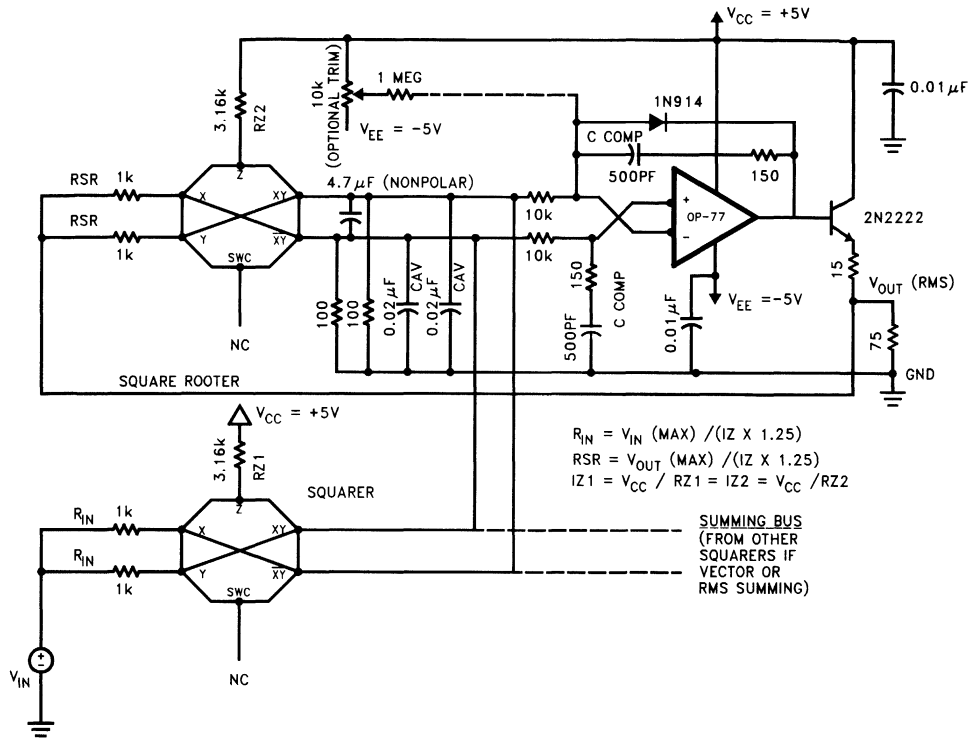 VCC = +5V
3.16k
RZ2
10k
(OPTIONAL TRIM)
1 MEG
VEE = -5V
0.01µF
1N914
C COMP
500PF
150
RSR
1k
RSR
1k
Z
X
Y
XY
XY
SWC
4.7µF (NONPOLAR)
10k
10k
+
OP-77
−
2N2222
15
VOUT (RMS)
100
100
0.02µF
CAV
0.02µF
CAV
150
500PF
C COMP
0.01µF
VEE = -5V
75
GND
NC
SQUARE ROOTER
VCC = +5V
3.16k
RZ1
SQUARER
RIN = VIN (MAX) /(IZ X 1.25)
RSR = VOUT (MAX) /(IZ X 1.25)
IZ1 = VCC / RZ1 = IZ2 = VCC /RZ2
RIN
1k
RIN
1k
Z
X
Y
XY
XY
SWC
SUMMING BUS
(FROM OTHER
SQUARERS IF
VECTOR OR
RMS SUMMING)
VIN
+
−
NC